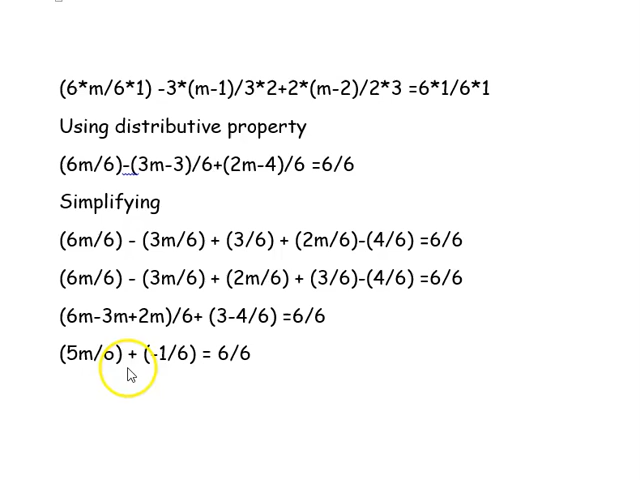 (6*m/6*1) -3*(m-1)/3*2+2*(m-2)/2*3 =6*1/6*1
Using distributive property
(6m/6)-(3m-3)/6+(2m-4)/6 =6/6
Simplifying
(6m/6) - (3m/6) + (3/6) + (2m/6)-(4/6) =6/6
(6m/6) - (3m/6) + (2m/6) + (3/6)-(4/6) =6/6
(6m-3m+2m)/6+ (3-4/6) =6/6
(5m/6) + (-1/6) = 6/6